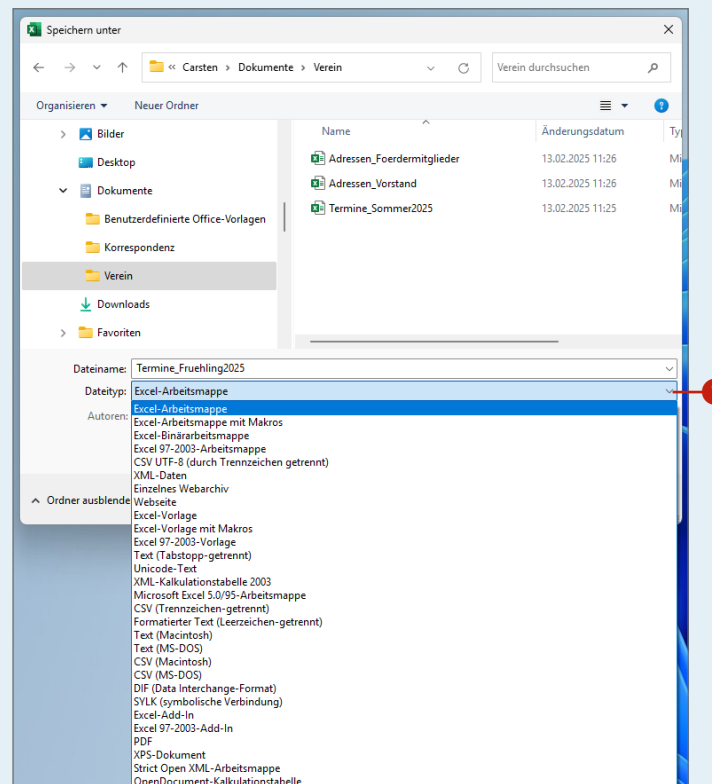 Speichern unter
« Carsten › Dokumente › Verein
Verein durchsuchen
Organisieren
Neuer Ordner
Bilder
Desktop
Dokumente
Benutzerdefinierte Office-Vorlagen
Korrespondenz
Verein
Downloads
Favoriten
Name Änderungsdatum
Adressen_Foerdermitglieder 13.02.2025 11:26
Adressen_Vorstand 13.02.2025 11:26
Termine_Sommer2025 13.02.2025 11:25
Dateiname: Termine_Fruehling2025
Dateityp: Excel-Arbeitsmappe
Autoren:
Excel-Arbeitsmappe
Excel-Arbeitsmappe mit Makros
Excel-Binärarbeitsmappe
Excel 97-2003-Arbeitsmappe
CSV UTF-8 (durch Trennzeichen getrennt)
XML-Daten
Einzelnes Webarchiv
Ordner ausblende
Webseite
Excel-Vorlage
Excel-Vorlage mit Makros
Excel 97-2003-Vorlage
Text (Tabstopp-getrennt)
Unicode-Text
XML-Kalkulationstabelle 2003
Microsoft Excel 5.0/95-Arbeitsmappe
CSV (Trennzeichen-getrennt)
Formatierter Text (Leerzeichen-getrennt)
Text (Macintosh)
Text (MS-DOS)
CSV (Macintosh)
CSV (MS-DOS)
DIF (Data Interchange-Format)
SYLK (symbolische Verbindung)
Excel-Add-In
Excel 97-2003-Add-In
PDF
XPS-Dokument
Strict Open XML-Arbeitsmappe
OpenDocument-Kalkulationstabelle